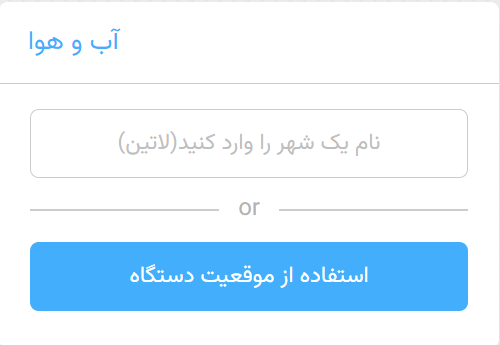 آب و هوا
نام یک شهر را وارد کنید(لاتین)
or
استفاده از موقعیت دستگاه